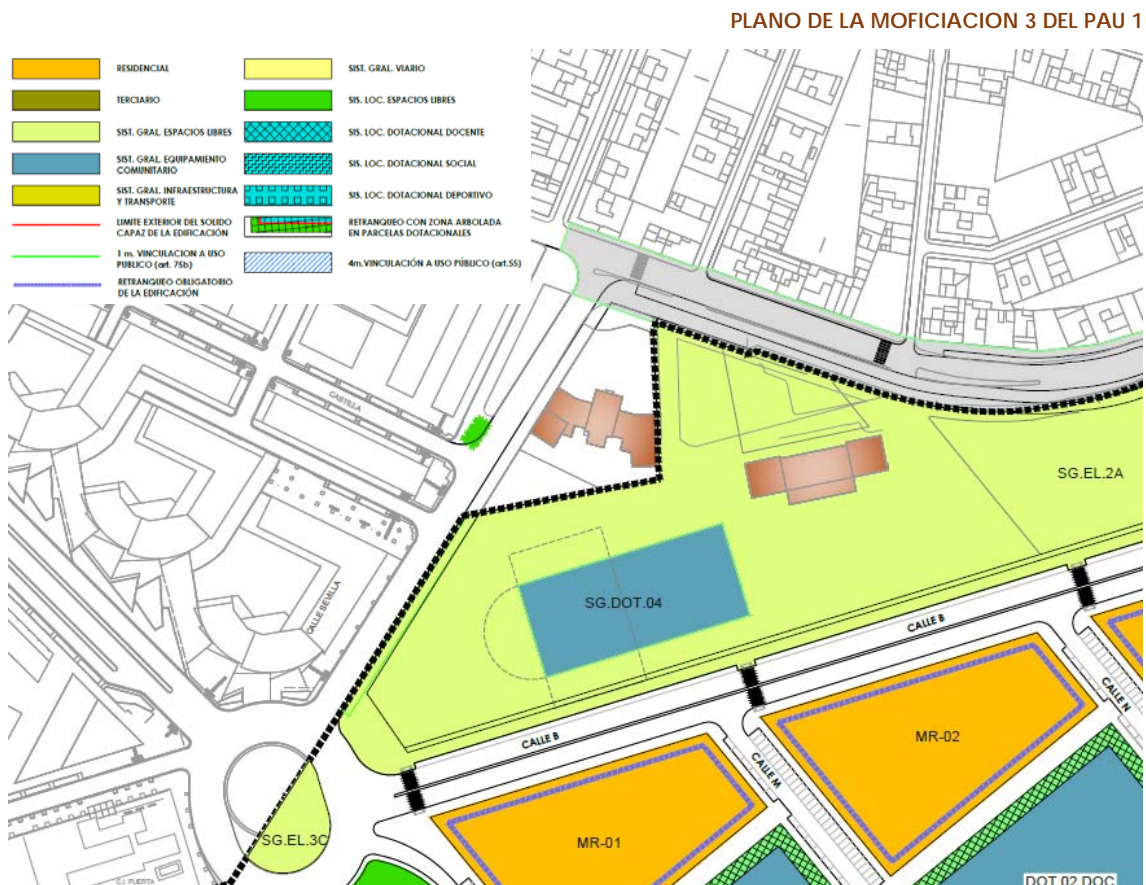 PLANO DE LA MOFICIACION 3 DEL PAU 1
RESIDENCIAL
TERCIARIO
SIST. GRAL. ESPACIOS LIBRES
SIST. GRAL. EQUIPAMIENTO
COMUNITARIO
SIST. GRAL. INFRAESTRUCTURA
Y TRANSPORTE
LIMITE EXTERIOR DEL SOLIDO
CAPAZ DE LA EDIFICACIÓN
1 m. VINCULACION A USO
PUBLICO (art. 75b)
RETRANQUEO OBLIGATORIO
DE LA EDIFICACIÓN
SIST. GRAL. VIARIO
SIS. LOC. ESPACIOS LIBRES
SIS. LOC. DOTACIONAL DOCENTE
SIS. LOC. DOTACIONAL SOCIAL
SIS. LOC. DOTACIONAL DEPORTIVO
RETRANQUEO CON ZONA ARBOLADA
EN PARCELAS DOTACIONALES
4m.VINCULACIÓN A USO PÚBLICO (art.55)
CASTILLA
SG.EL.2A
CALLE SEVILLA
SG.DOT.04
CALLE B
CALLE N
MR-02
CALLE B
CALLE M
SG.EL.3C
MR-01
C.I. PUERTA
DOT.02.DOC